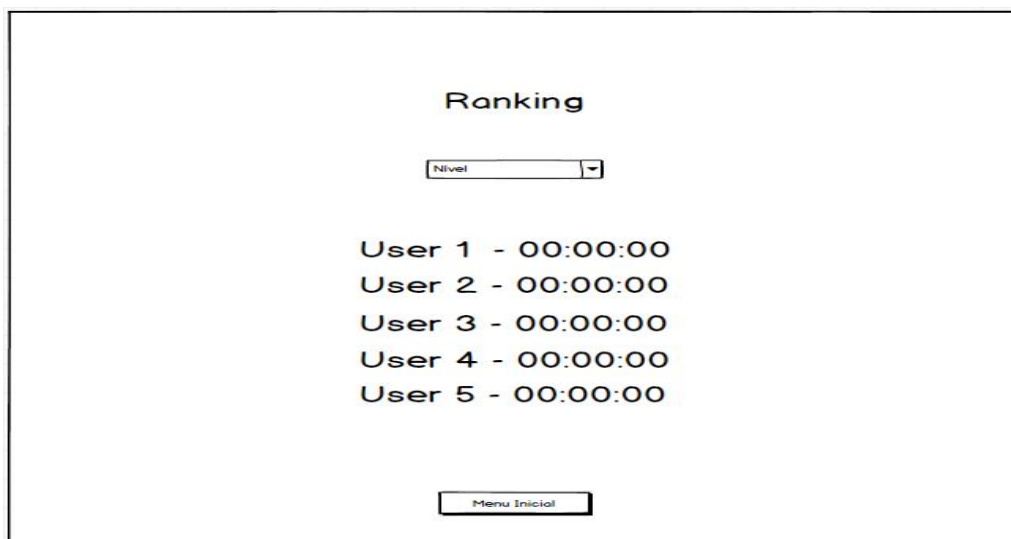 Ranking
Nível
User 1 - 00:00:00
User 2 - 00:00:00
User 3 - 00:00:00
User 4 - 00:00:00
User 5 - 00:00:00
Menu Inicial